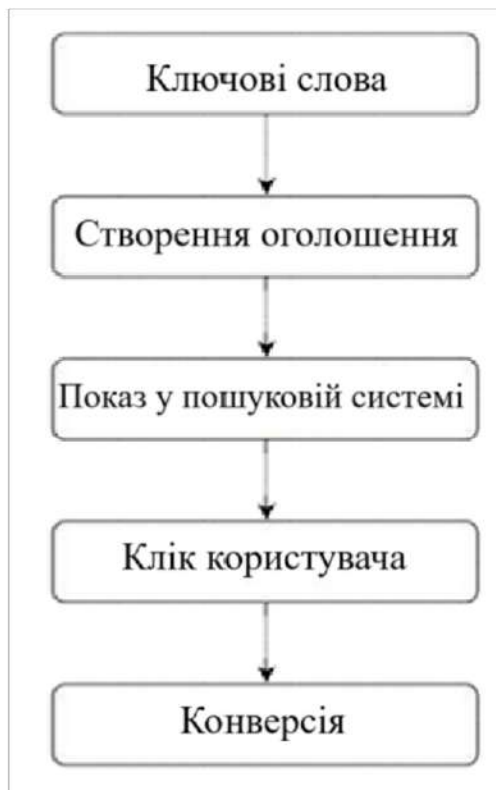 Ключові слова
Створення оголошення
Показ у пошуковій системі
Клік користувача
Конверсія